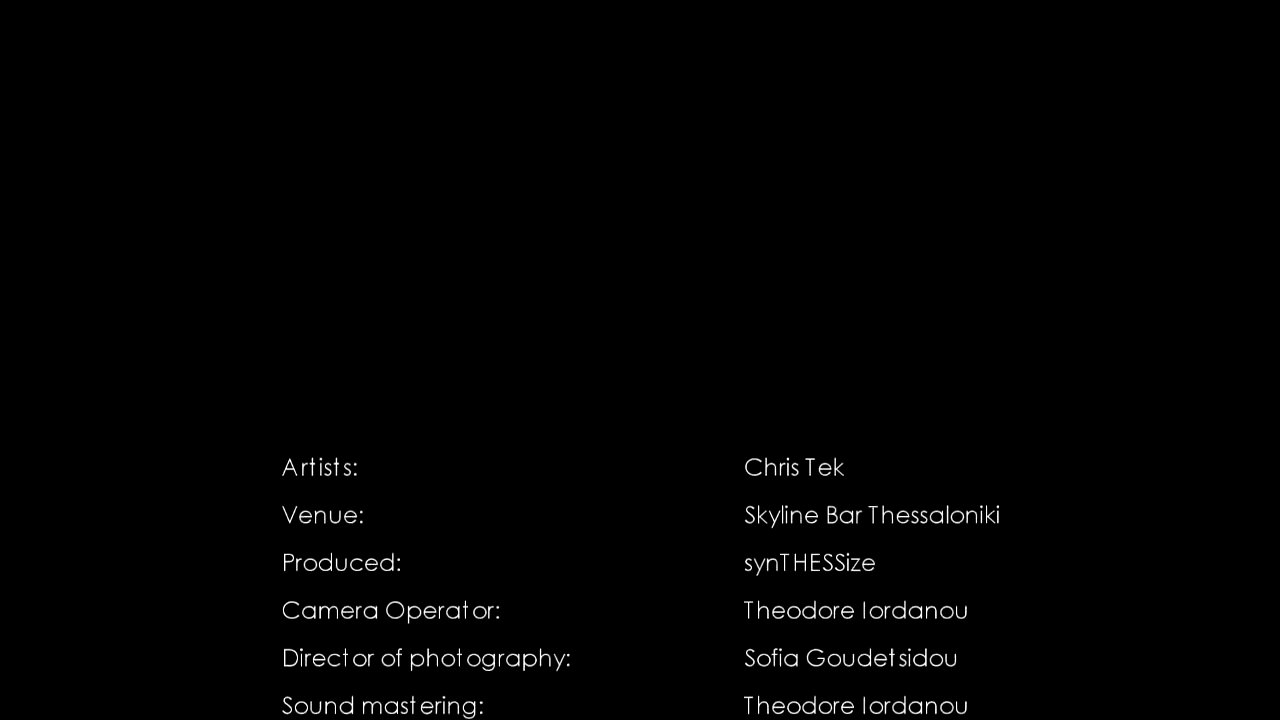 Artists: Chris Tek
Venue: Skyline Bar Thessaloniki
Produced: synTHESSize
Camera Operator: Theodore Iordanou
Director of photography: Sofia Goudetsidou
Sound mastering: Theodore Iordanou